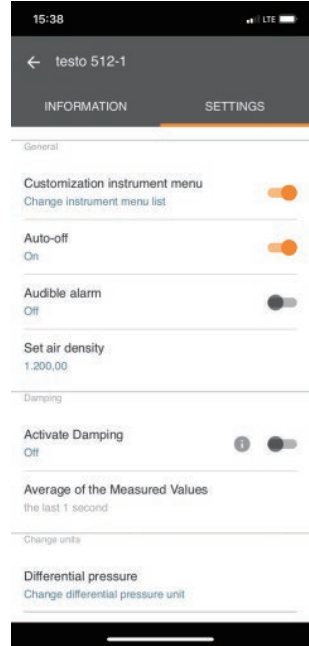 15:38
LTE
testo 512-1
INFORMATION SETTINGS
General
Customization instrument menu
Change instrument menu list
Auto-off
On
Audible alarm
Off
Set air density
1.200,00
Damping
Activate Damping
Off
Average of the Measured Values
the last 1 second
Change units
Differential pressure
Change differential pressure unit